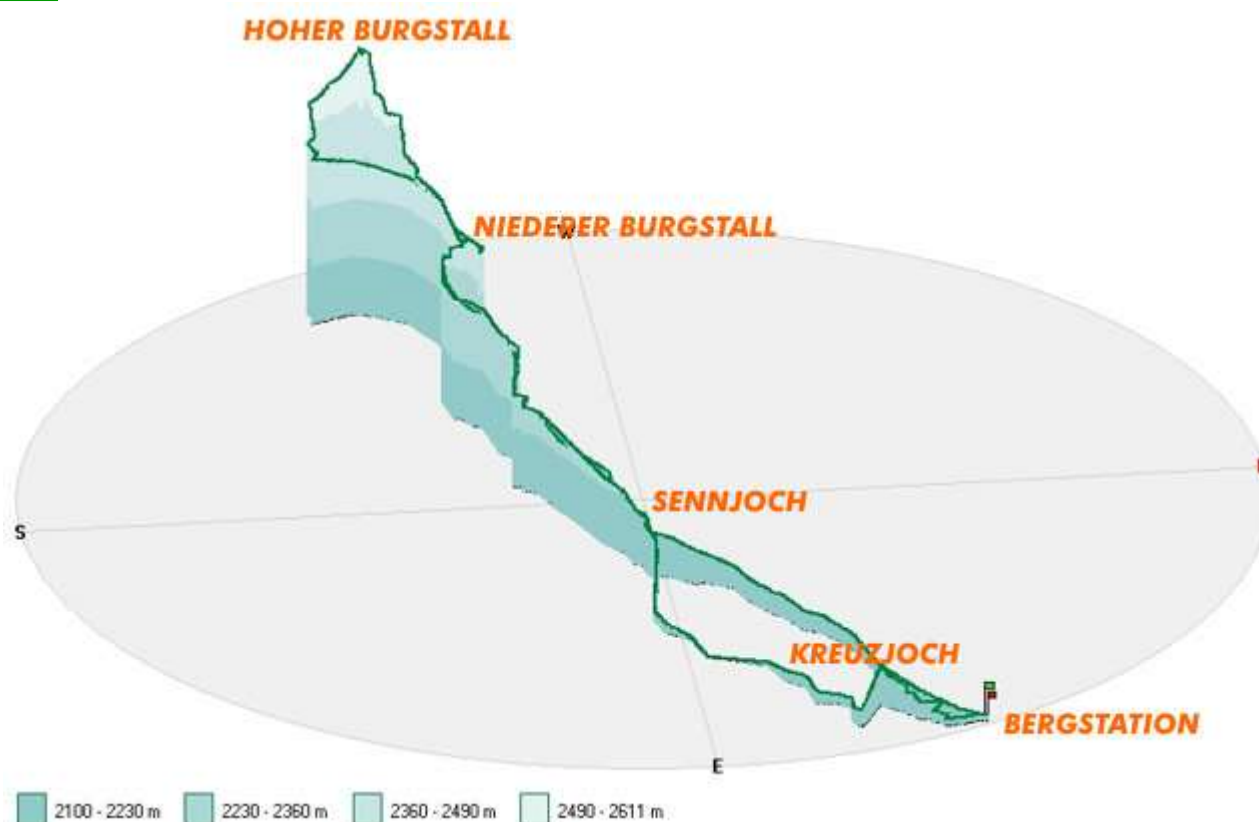 HOHER BURGSTALL
NIEDERER BURGSTALL
W
SENNJOCH
S
KREUZJOCH
BERGSTATION
E
2100 - 2230 m
2230 - 2360 m
2360 - 2490 m
2490 - 2611 m